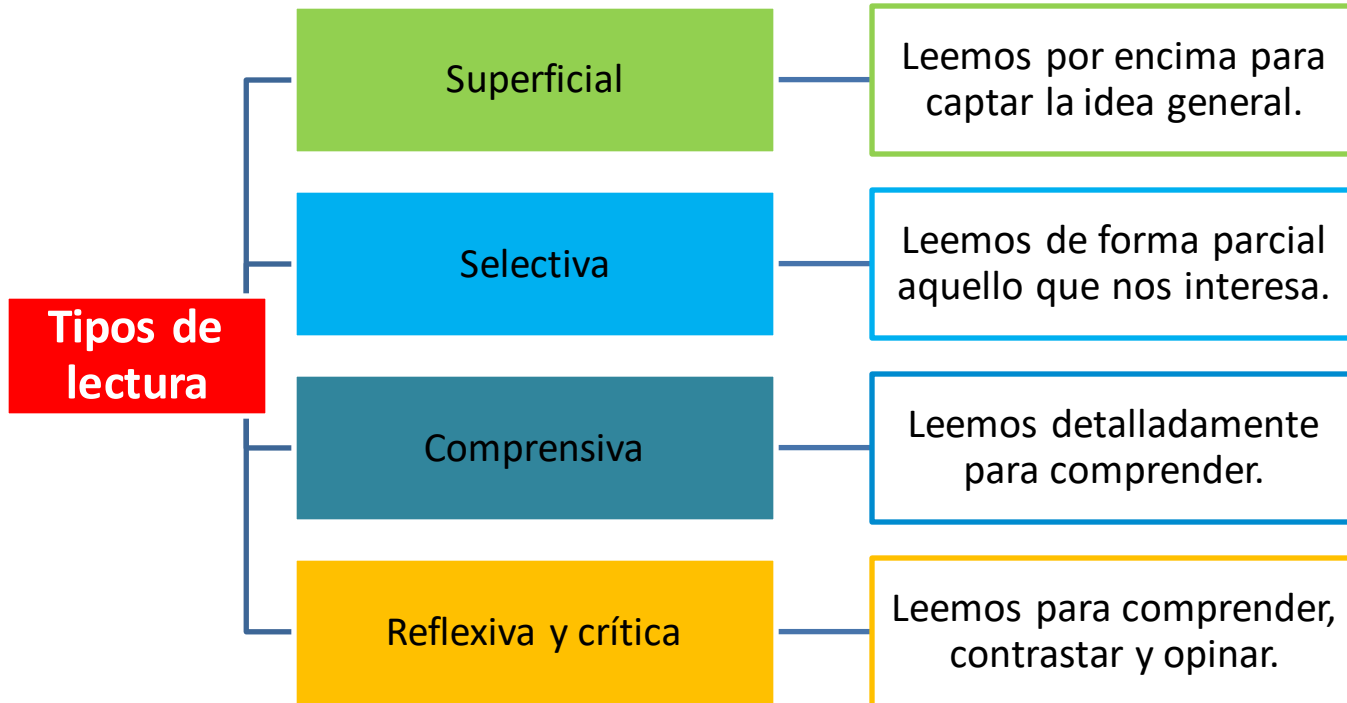 Tipos de
lectura
Superficial
Leemos por encima para
captar la idea general.
Selectiva
Leemos de forma parcial
aquello que nos interesa.
Comprensiva
Leemos detalladamente
para comprender.
Reflexiva y crítica
Leemos para comprender,
contrastar y opinar.